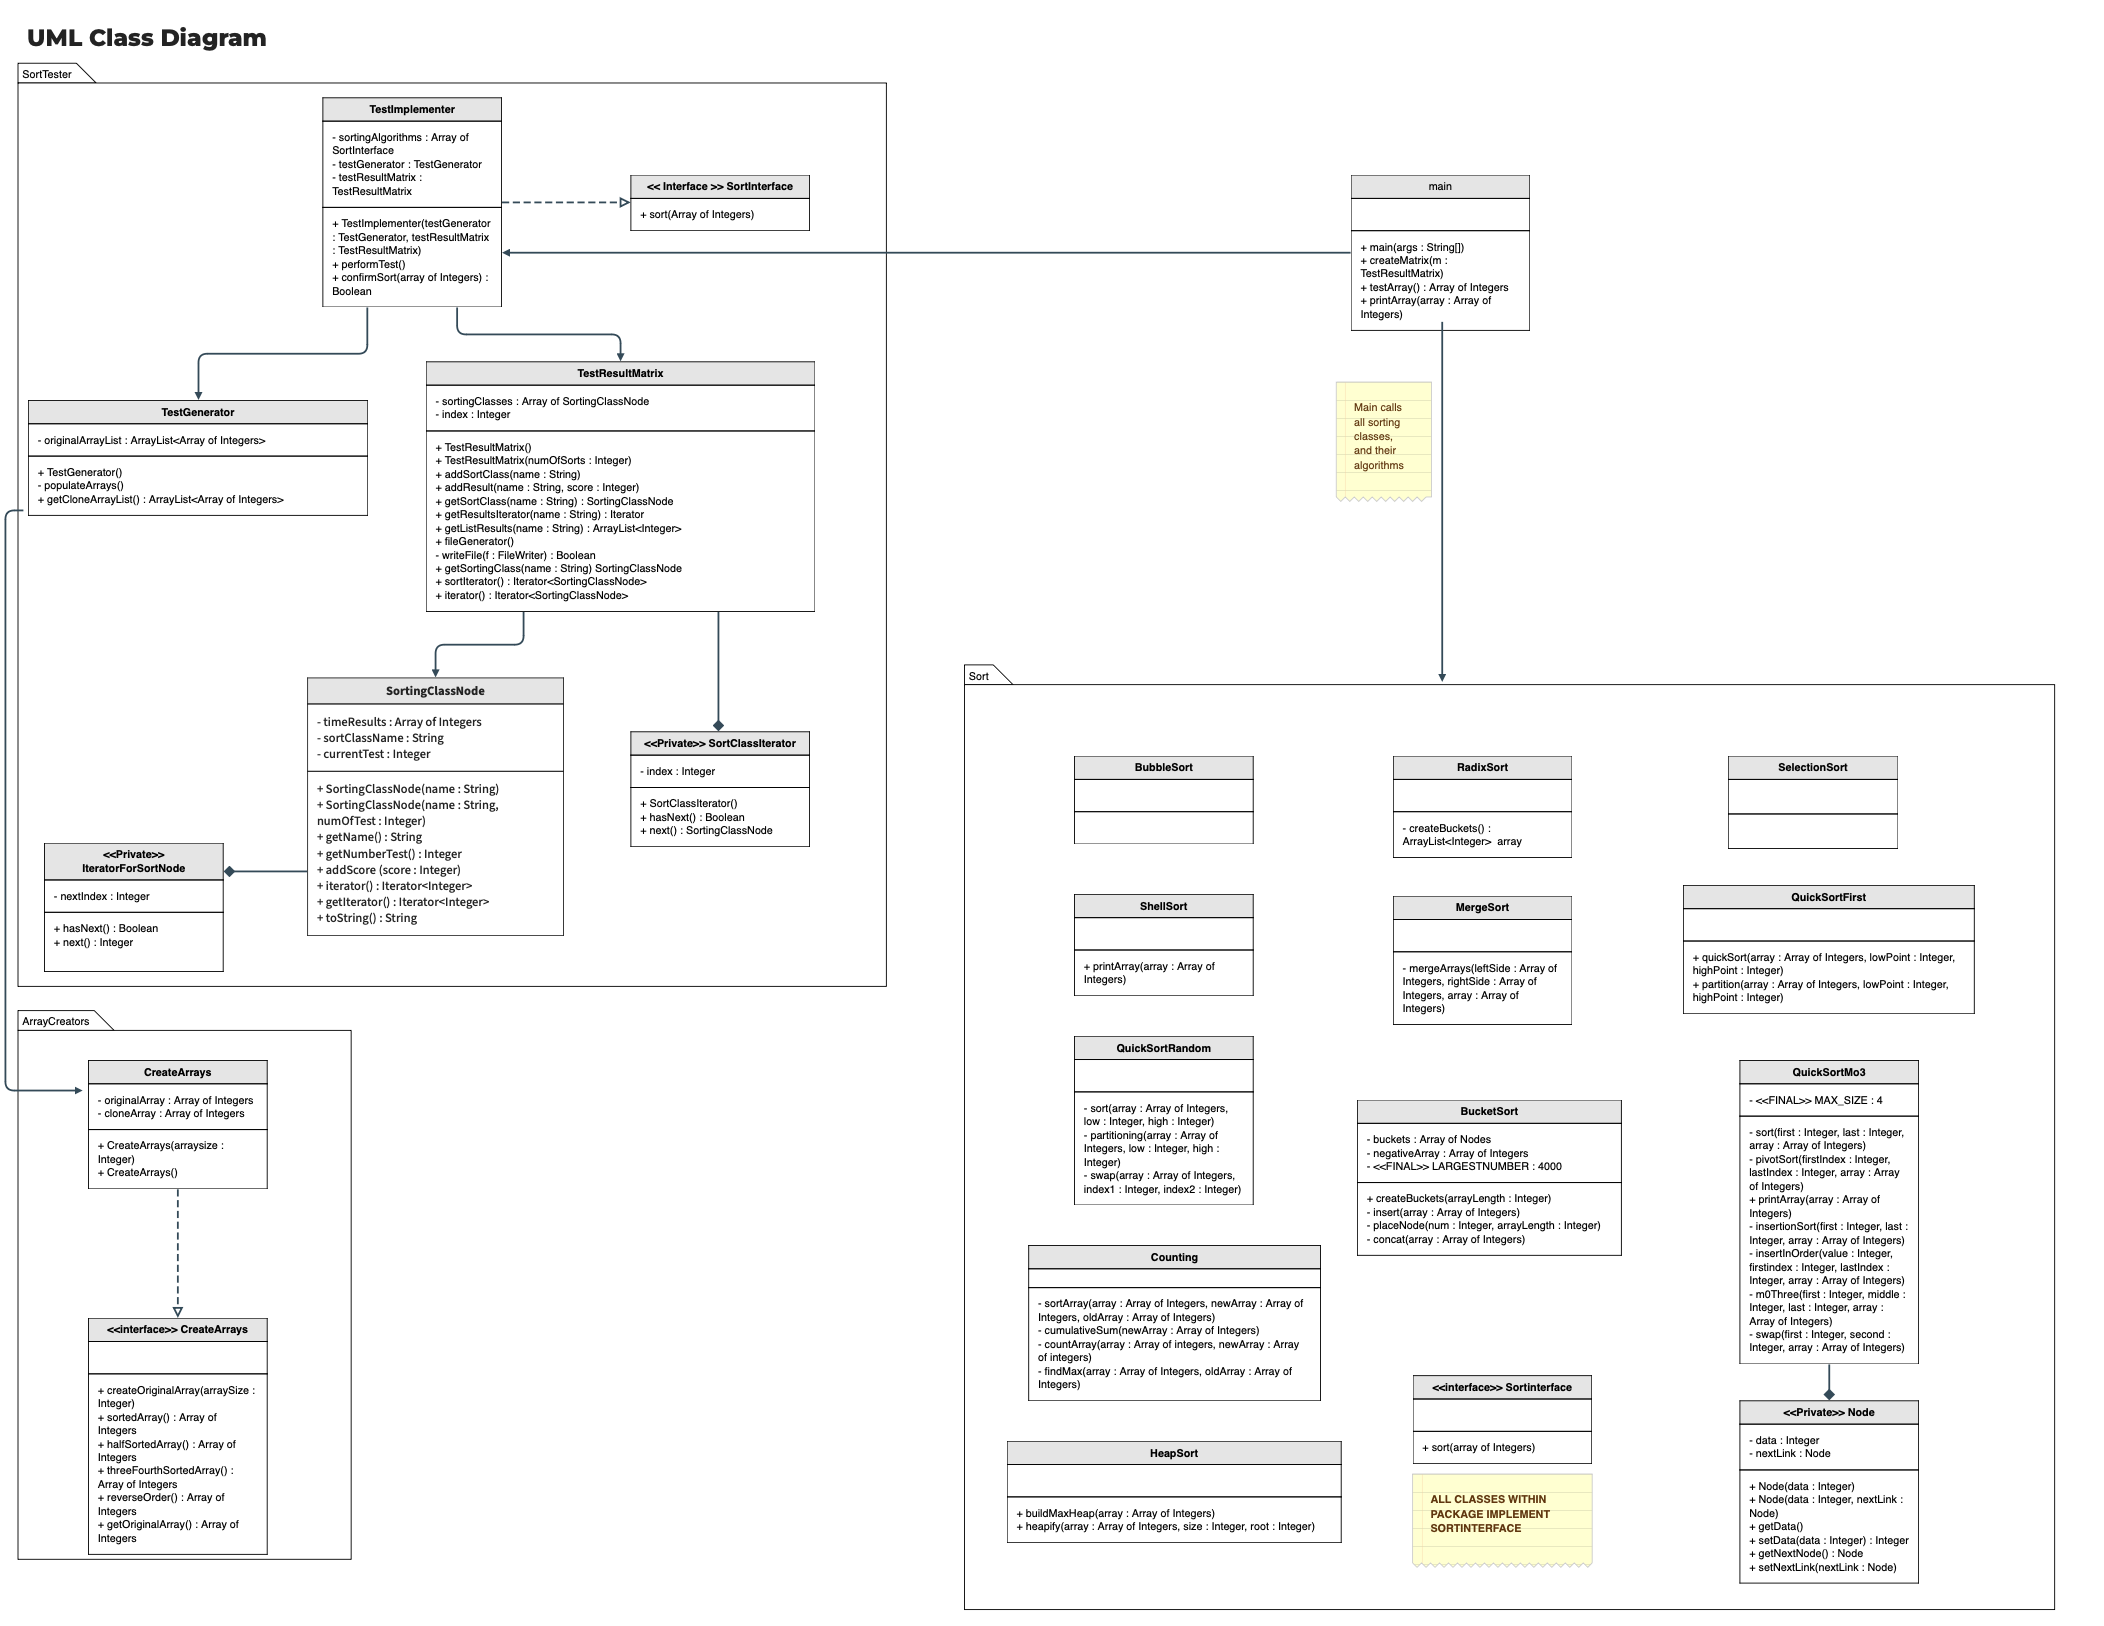 UML Class Diagram
SortTester
TestImplementer
- sortingAlgorithms : Array of
SortInterface
- testGenerator : TestGenerator
- testResultMatrix :
TestResultMatrix
+ TestImplementer(testGenerator
: TestGenerator, testResultMatrix
: TestResultMatrix)
+ performTest()
+ confirmSort(array of Integers) :
Boolean
<< Interface >> SortInterface
+ sort(Array of Integers)
main
+ main(args : String[])
+ createMatrix(m :
TestResultMatrix)
+ testArray() : Array of Integers
+ printArray(array : Array of
Integers)
Main calls
all sorting
classes,
and their
algorithms
TestGenerator
- originalArrayList : ArrayList<Array of Integers>
+ TestGenerator()
- populateArrays()
+ getCloneArrayList() : ArrayList<Array of Integers>
TestResultMatrix
- sortingClasses : Array of SortingClassNode
- index : Integer
+ TestResultMatrix()
+ TestResultMatrix(numOfSorts : Integer)
+ addSortClass(name : String)
+ addResult(name : String, score : Integer)
+ getSortClass(name : String) : SortingClassNode
+ getResultsIterator(name : String) : Iterator
+ getListResults(name : String) : ArrayList<Integer>
+ fileGenerator()
- writeFile(f : FileWriter) : Boolean
+ getSortingClass(name : String) SortingClassNode
+ sortIterator() : Iterator<SortingClassNode>
+ iterator() : Iterator<SortingClassNode>
SortingClassNode
- timeResults : Array of Integers
- sortClassName : String
- currentTest : Integer
+ SortingClassNode(name : String)
+ SortingClassNode(name : String,
numOfTest : Integer)
+ getName() : String
+ getNumberTest() : Integer
+ addScore (score : Integer)
+ iterator() : Iterator<Integer>
+ getIterator() : Iterator<Integer>
+ toString() : String
<<Private>> SortClassIterator
- index : Integer
+ SortClassIterator()
+ hasNext() : Boolean
+ next() : SortingClassNode
<<Private>>
IteratorForSortNode
- nextIndex : Integer
+ hasNext() : Boolean
+ next() : Integer
ArrayCreators
CreateArrays
- originalArray : Array of Integers
- cloneArray : Array of Integers
+ CreateArrays(arraysize :
Integer)
+ CreateArrays()
<<interface>> CreateArrays
+ createOriginalArray(arraySize :
Integer)
+ sortedArray() : Array of
Integers
+ halfSortedArray() : Array of
Integers
+ threeFourthSortedArray() :
Array of Integers
+ reverseOrder() : Array of
Integers
+ getOriginalArray() : Array of
Integers
Sort
BubbleSort
RadixSort
- createBuckets() :
ArrayList<Integer>  array
SelectionSort
ShellSort
+ printArray(array : Array of
Integers)
MergeSort
- mergeArrays(leftSide : Array of
Integers, rightSide : Array of
Integers, array : Array of
Integers)
QuickSortFirst
+ quickSort(array : Array of Integers, lowPoint : Integer,
highPoint : Integer)
+ partition(array : Array of Integers, lowPoint : Integer,
highPoint : Integer)
QuickSortRandom
- sort(array : Array of Integers,
low : Integer, high : Integer)
- partitioning(array : Array of
Integers, low : Integer, high :
Integer)
- swap(array : Array of Integers,
index1 : Integer, index2 : Integer)
BucketSort
- buckets : Array of Nodes
- negativeArray : Array of Integers
- <<FINAL>> LARGESTNUMBER : 4000
+ createBuckets(arrayLength : Integer)
- insert(array : Array of Integers)
- placeNode(num : Integer, arrayLength : Integer)
- concat(array : Array of Integers)
QuickSortMo3
- <<FINAL>> MAX_SIZE : 4
- sort(first : Integer, last : Integer,
array : Array of Integers)
- pivotSort(firstIndex : Integer,
lastIndex : Integer, array : Array
of Integers)
+ printArray(array : Array of
Integers)
- insertionSort(first : Integer, last :
Integer, array : Array of Integers)
- insertInOrder(value : Integer,
firstindex : Integer, lastIndex :
Integer, array : Array of Integers)
- m0Three(first : Integer, middle :
Integer, last : Integer, array :
Array of Integers)
- swap(first : Integer, second :
Integer, array : Array of Integers)
Counting
- sortArray(array : Array of Integers, newArray : Array of
Integers, oldArray : Array of Integers)
- cumulativeSum(newArray : Array of Integers)
- countArray(array : Array of integers, newArray : Array
of integers)
- findMax(array : Array of Integers, oldArray : Array of
Integers)
<<interface>> Sortinterface
+ sort(array of Integers)
ALL CLASSES WITHIN
PACKAGE IMPLEMENT
SORTINTERFACE
HeapSort
+ buildMaxHeap(array : Array of Integers)
+ heapify(array : Array of Integers, size : Integer, root : Integer)
<<Private>> Node
- data : Integer
- nextLink : Node
+ Node(data : Integer)
+ Node(data : Integer, nextLink :
Node)
+ getData()
+ setData(data : Integer) : Integer
+ getNextNode() : Node
+ setNextLink(nextLink : Node)